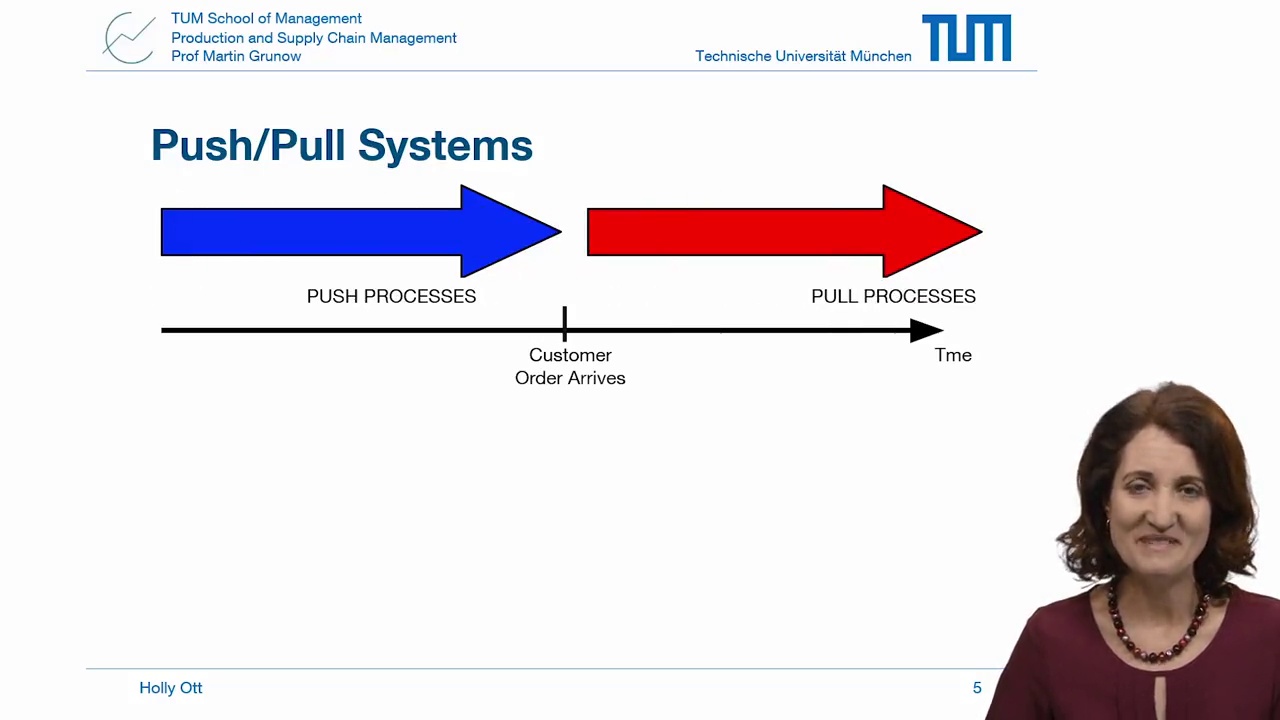 TUM School of Management
Production and Supply Chain Management
Prof Martin Grunow
Technische Universität München
TUM
Push/Pull Systems
PUSH PROCESSES
PULL PROCESSES
Customer
Order Arrives
Tme
Holly Ott
5